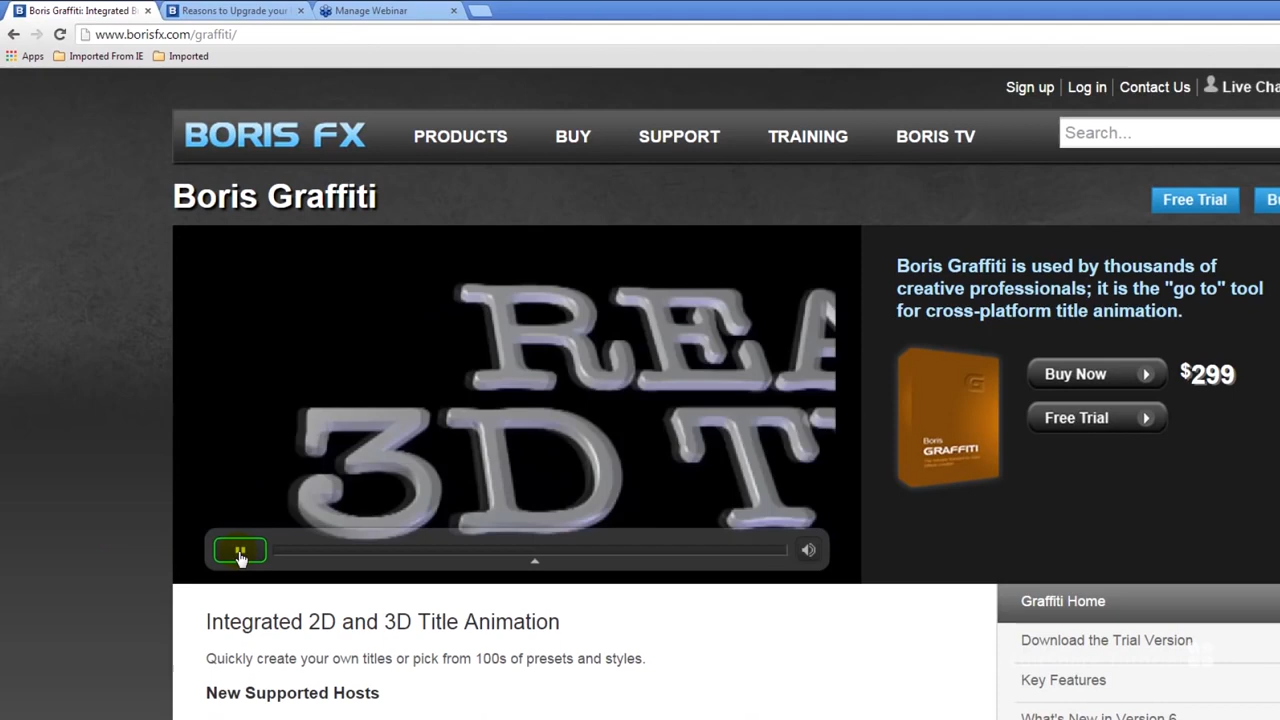 Boris Graffiti: Integrated B
Reasons to Upgrade your
Manage Webinar
www.borisfx.com/graffiti/
Apps
Imported From IE
Imported
Sign up
Log in
Contact Us
Live Cha
BORIS FX
PRODUCTS
BUY
SUPPORT
TRAINING
BORIS TV
Search...
Boris Graffiti
Free Trial
B
REA
3D T
Boris Graffiti is used by thousands of
creative professionals; it is the "go to" tool
for cross-platform title animation.
Boris
GRAFFITI
Buy Now
$299
Free Trial
Integrated 2D and 3D Title Animation
Quickly create your own titles or pick from 100s of presets and styles.
New Supported Hosts
Graffiti Home
Download the Trial Version
Key Features
What's New in Version 6